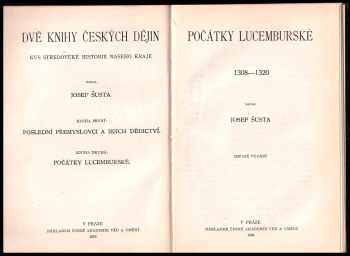 DVĚ KNIHY ČESKÝCH DĚJIN
KUS STŘEDOVĚKÉ HISTORIE NAŠEHO KRAJE
JOSEF ŠUSTA
KNIHA PRVNÍ:
POSLEDNÍ PŘEMYSLOVCI A JEJICH DĚDICTVÍ.
KNIHA DRUHÁ:
POČÁTKY LUCEMBURSKÉ.
V PRAZE
NÁKLADEM ČESKÉ AKADEMIE VĚD A UMĚNÍ
POČÁTKY LUCEMBURSKÉ
1308—1320
JOSEF ŠUSTA
DRUHÉ VYDÁNÍ
V PRAZE
NÁKLADEM ČESKÉ AKADEMIE VĚD A UMĚNÍ